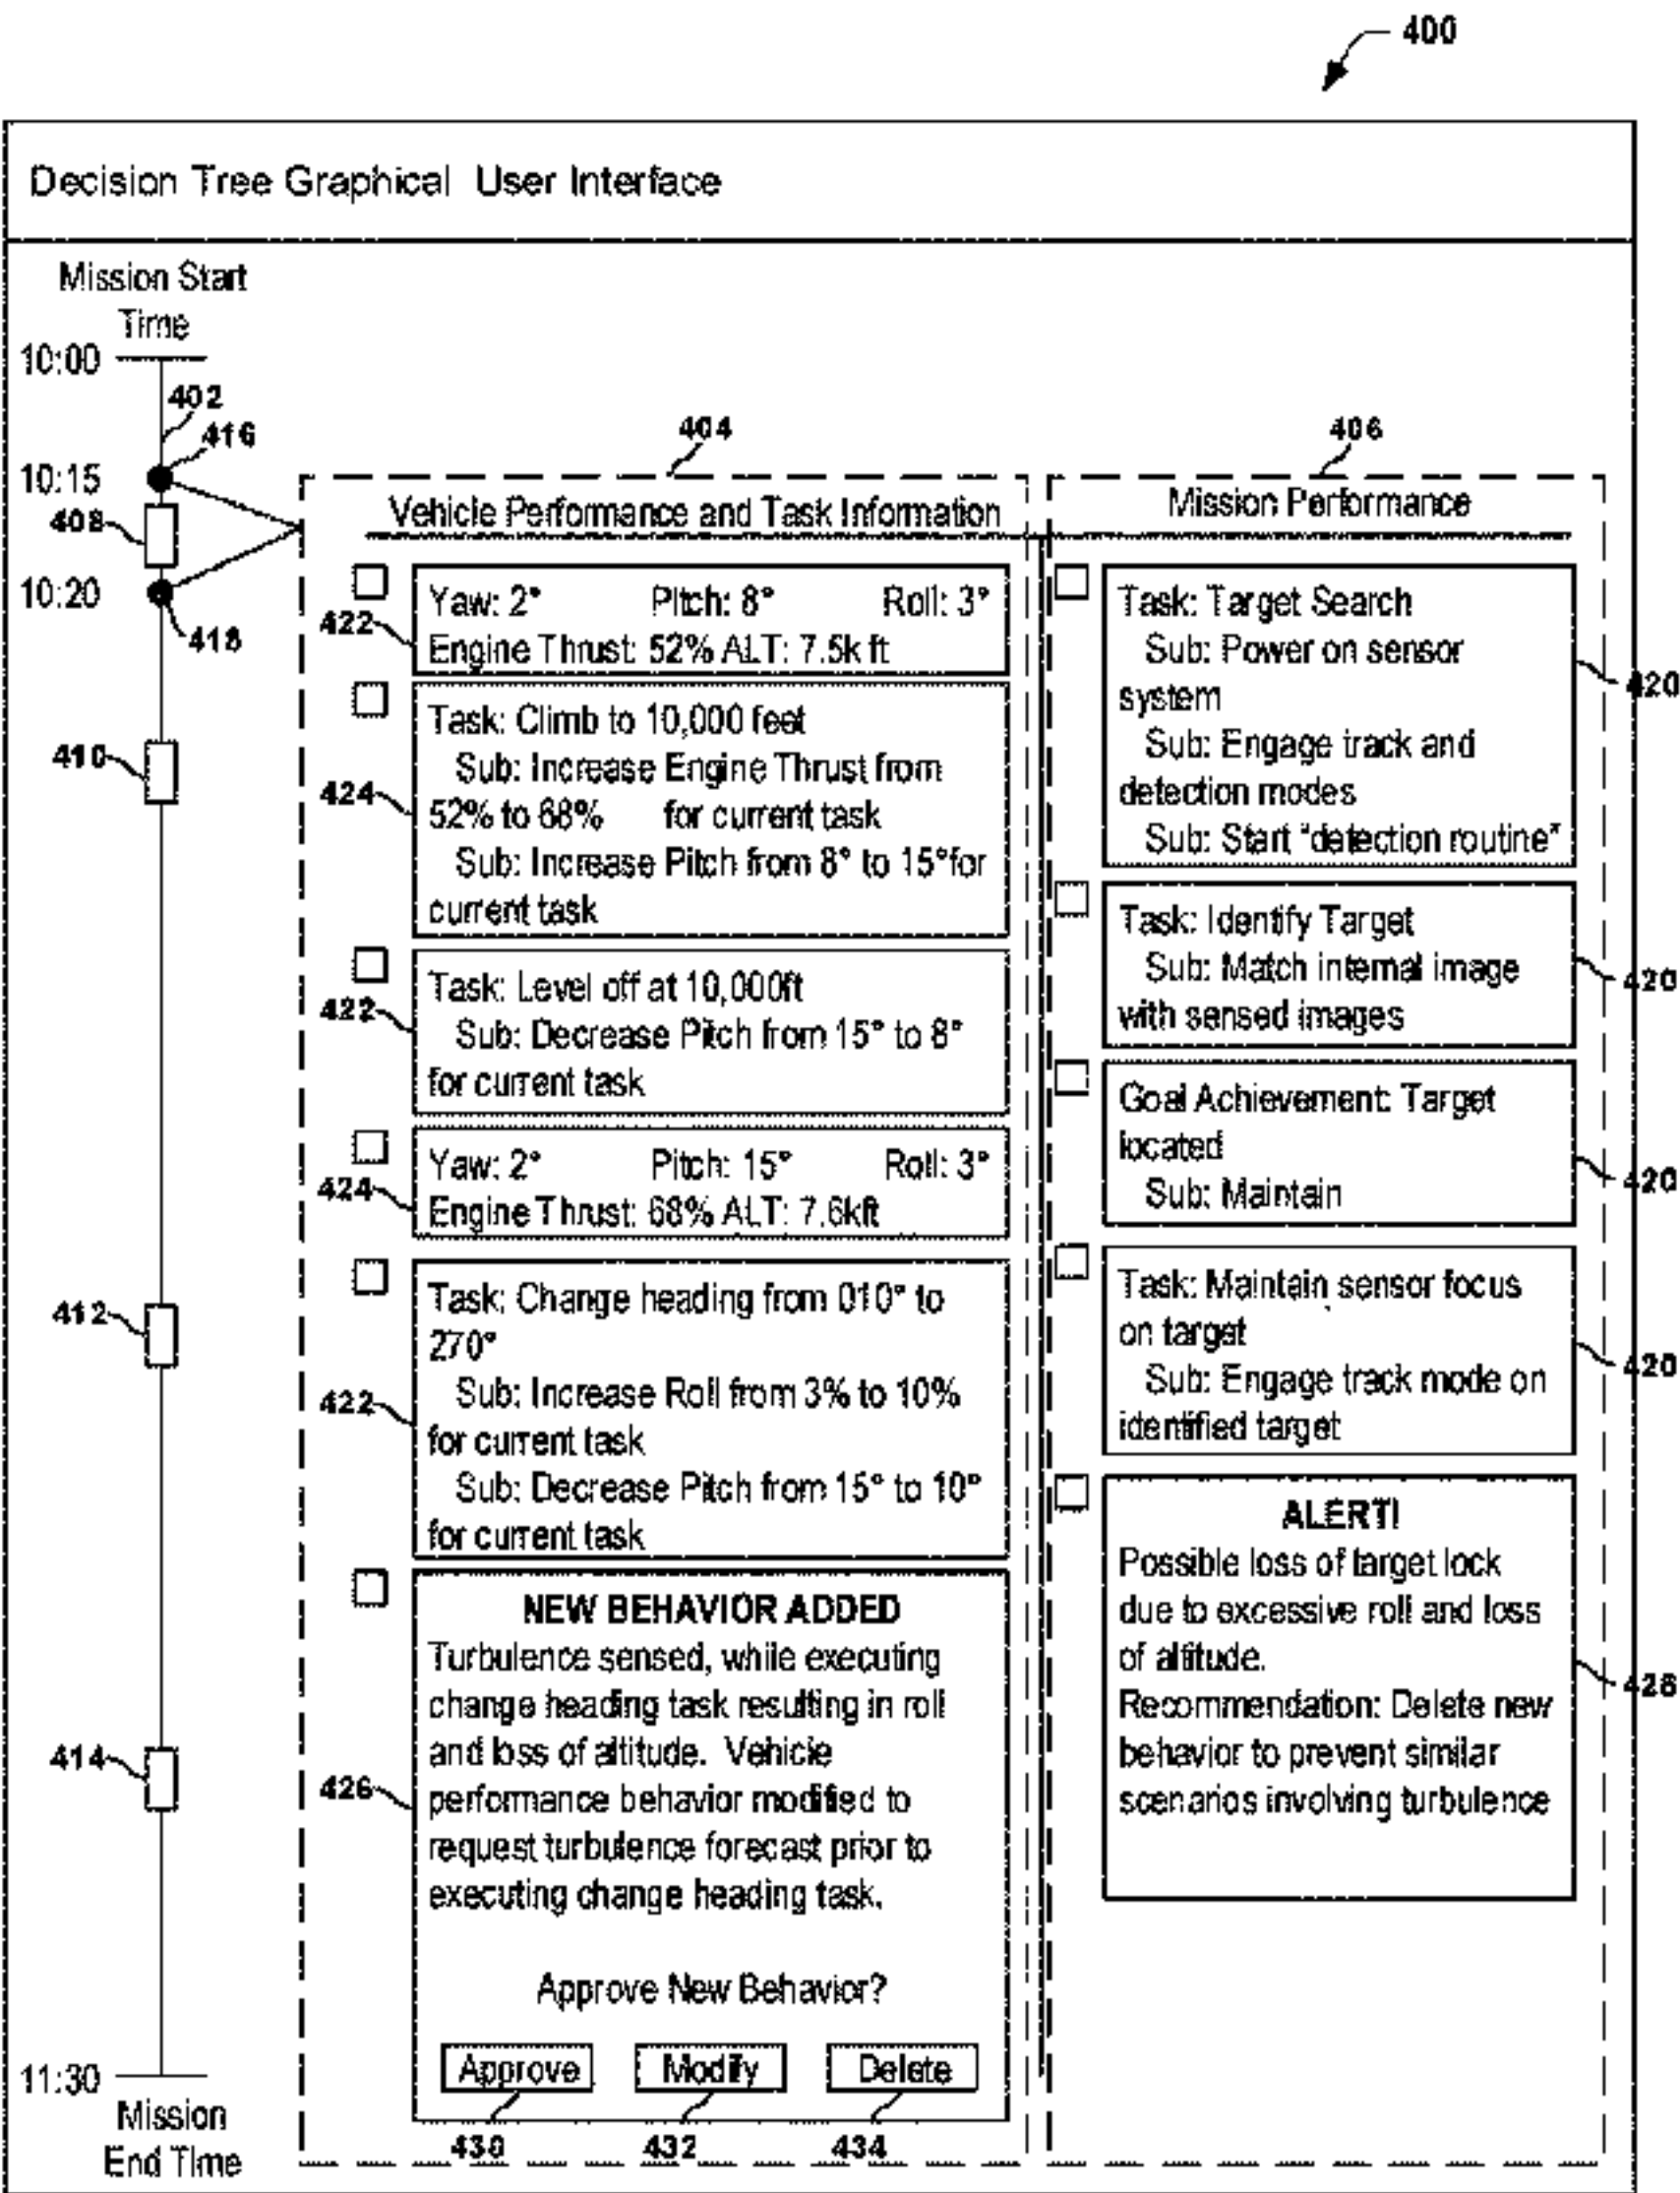 400
Decision Tree Graphical User Interface
Mission Start
Time
10:00
402
416
10:15
408
10:20
418
410
412
414
11:30
Mission
End Time
404
Vehicle Performance and Task Information
422
Yaw: 2° Pitch: 8° Roll: 3°
Engine Thrust: 52% ALT: 7.5k ft
424
Task: Climb to 10,000 feet
Sub: Increase Engine Thrust from
52% to 68% for current task
Sub: Increase Pitch from 8° to 15°for
current task
422
Task: Level off at 10,000ft
Sub: Decrease Pitch from 15° to 8°
for current task
424
Yaw: 2° Pitch: 15° Roll: 3°
Engine Thrust: 68% ALT: 7.6kft
422
Task: Change heading from 010° to
270°
Sub: Increase Roll from 3% to 10%
for current task
Sub: Decrease Pitch from 15° to 10°
for current task
426
NEW BEHAVIOR ADDED
Turbulence sensed, while executing
change heading task resulting in roll
and loss of altitude. Vehicle
performance behavior modified to
request turbulence forecast prior to
executing change heading task.
Approve New Behavior?
Approve Modify Delete
430 432 434
406
Mission Performance
Task: Target Search
Sub: Power on sensor
system
Sub: Engage track and
detection modes
Sub: Start "detection routine"
420
Task: Identify Target
Sub: Match internal image
with sensed images
420
Goal Achievement: Target
located
Sub: Maintain
420
Task: Maintain sensor focus
on target
Sub: Engage track mode on
identified target
420
ALERT!
Possible loss of target lock
due to excessive roll and loss
of altitude.
Recommendation: Delete new
behavior to prevent similar
scenarios involving turbulence
428